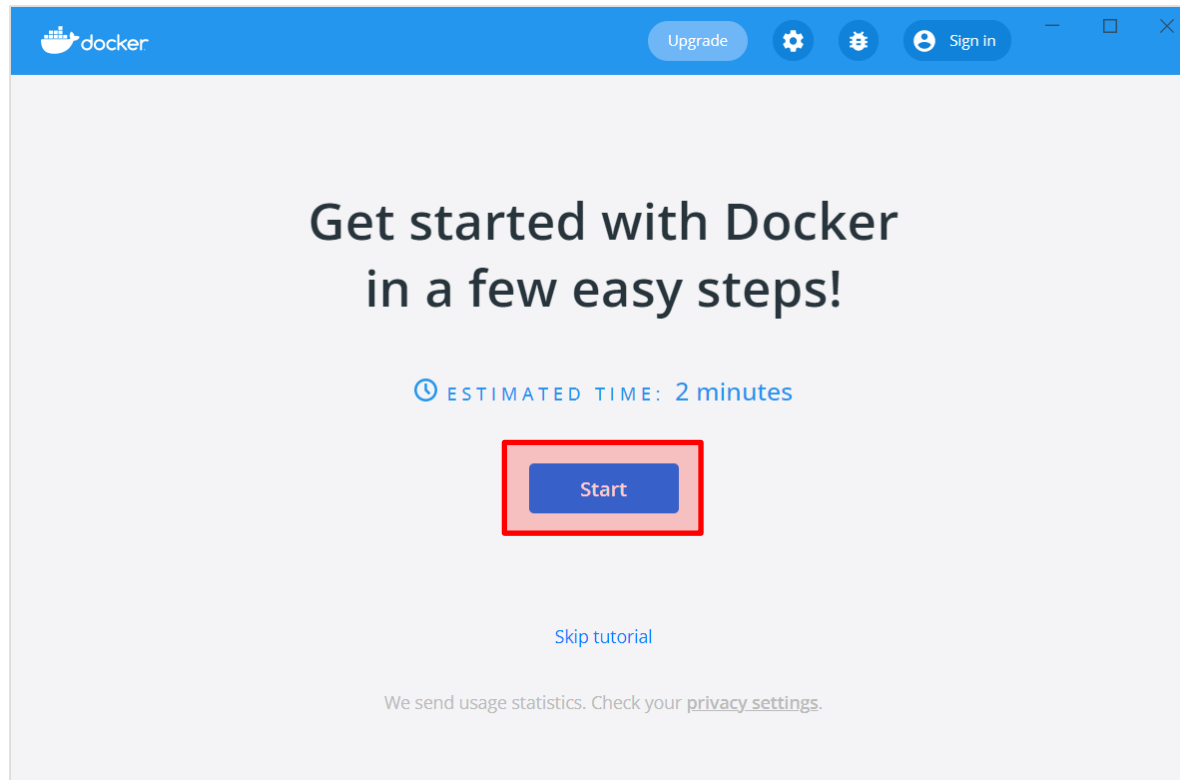 docker
Upgrade
Sign in
Get started with Docker
in a few easy steps!
ESTIMATED TIME: 2 minutes
Start
Skip tutorial
We send usage statistics. Check your privacy settings.